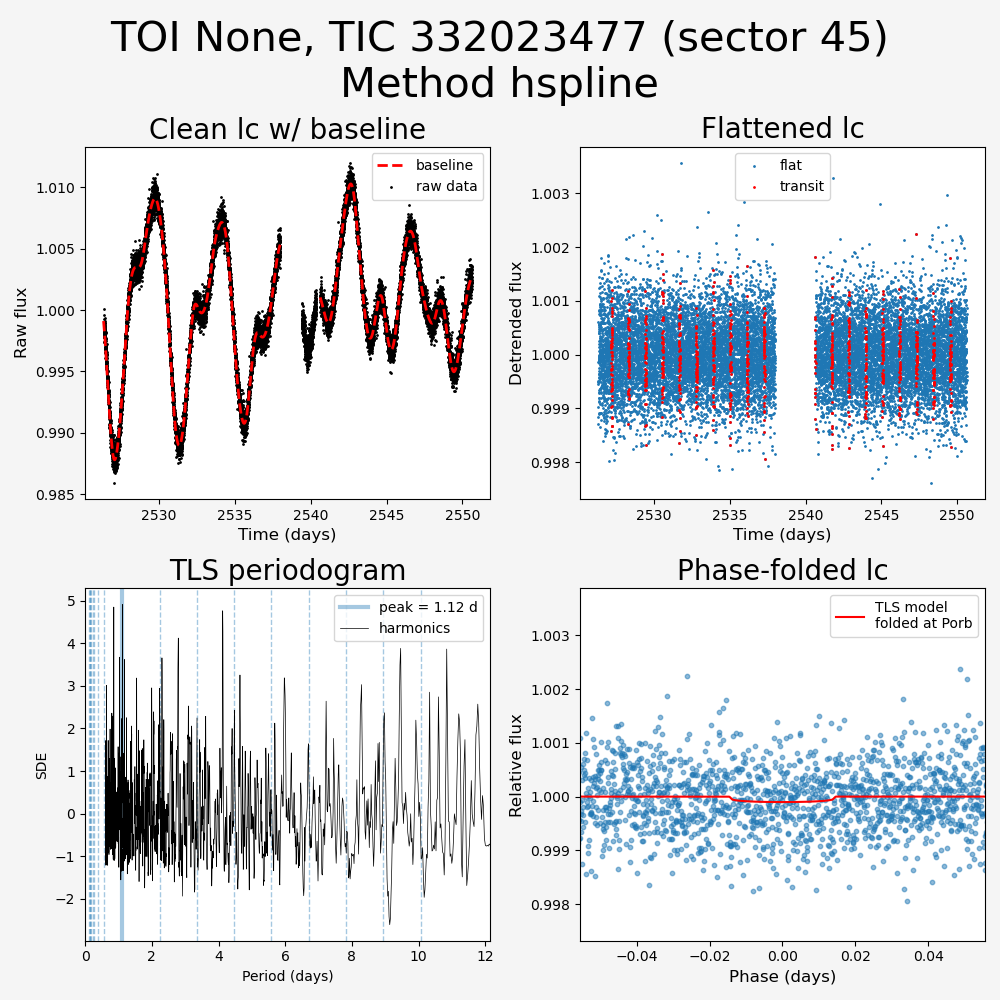 TOI None, TIC 332023477 (sector 45)
Method hspline
Clean lc w/ baseline
Flattened lc
baseline
raw data
flat
transit
1.010
1.005
1.000
0.995
0.990
0.985
Raw flux
2530
2535
2540
2545
2550
Time (days)
1.003
1.002
1.001
1.000
0.999
0.998
Detrended flux
2530
2535
2540
2545
2550
Time (days)
TLS periodogram
Phase-folded lc
peak = 1.12 d
harmonics
TLS model
folded at Porb
5
4
3
2
1
0
−1
−2
SDE
0
2
4
6
8
10
12
Period (days)
1.003
1.002
1.001
1.000
0.999
0.998
Relative flux
−0.04
−0.02
0.00
0.02
0.04
Phase (days)